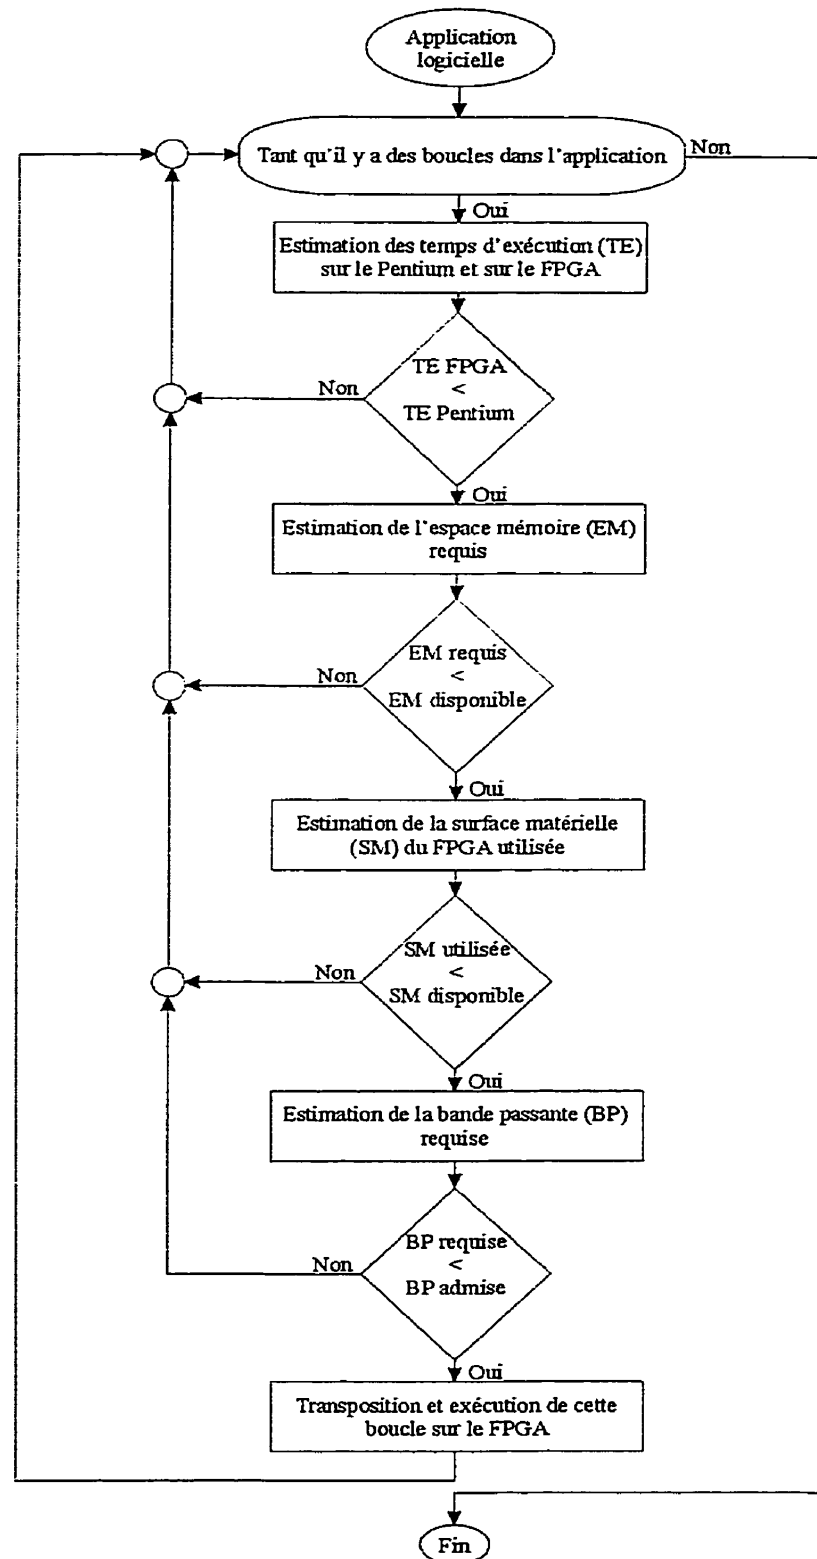 Application
logicielle
Tant qu'il y a des boucles dans l'application
Non
Oui
Estimation des temps d'exécution (TE)
sur le Pentium et sur le FPGA
TE FPGA
<
TE Pentium
Non
Oui
Estimation de l'espace mémoire (EM)
requis
EM requis
<
EM disponible
Non
Oui
Estimation de la surface matérielle
(SM) du FPGA utilisée
SM utilisée
<
SM disponible
Non
Oui
Estimation de la bande passante (BP)
requise
BP requise
<
BP admise
Non
Oui
Transposition et exécution de cette
boucle sur le FPGA
Fin